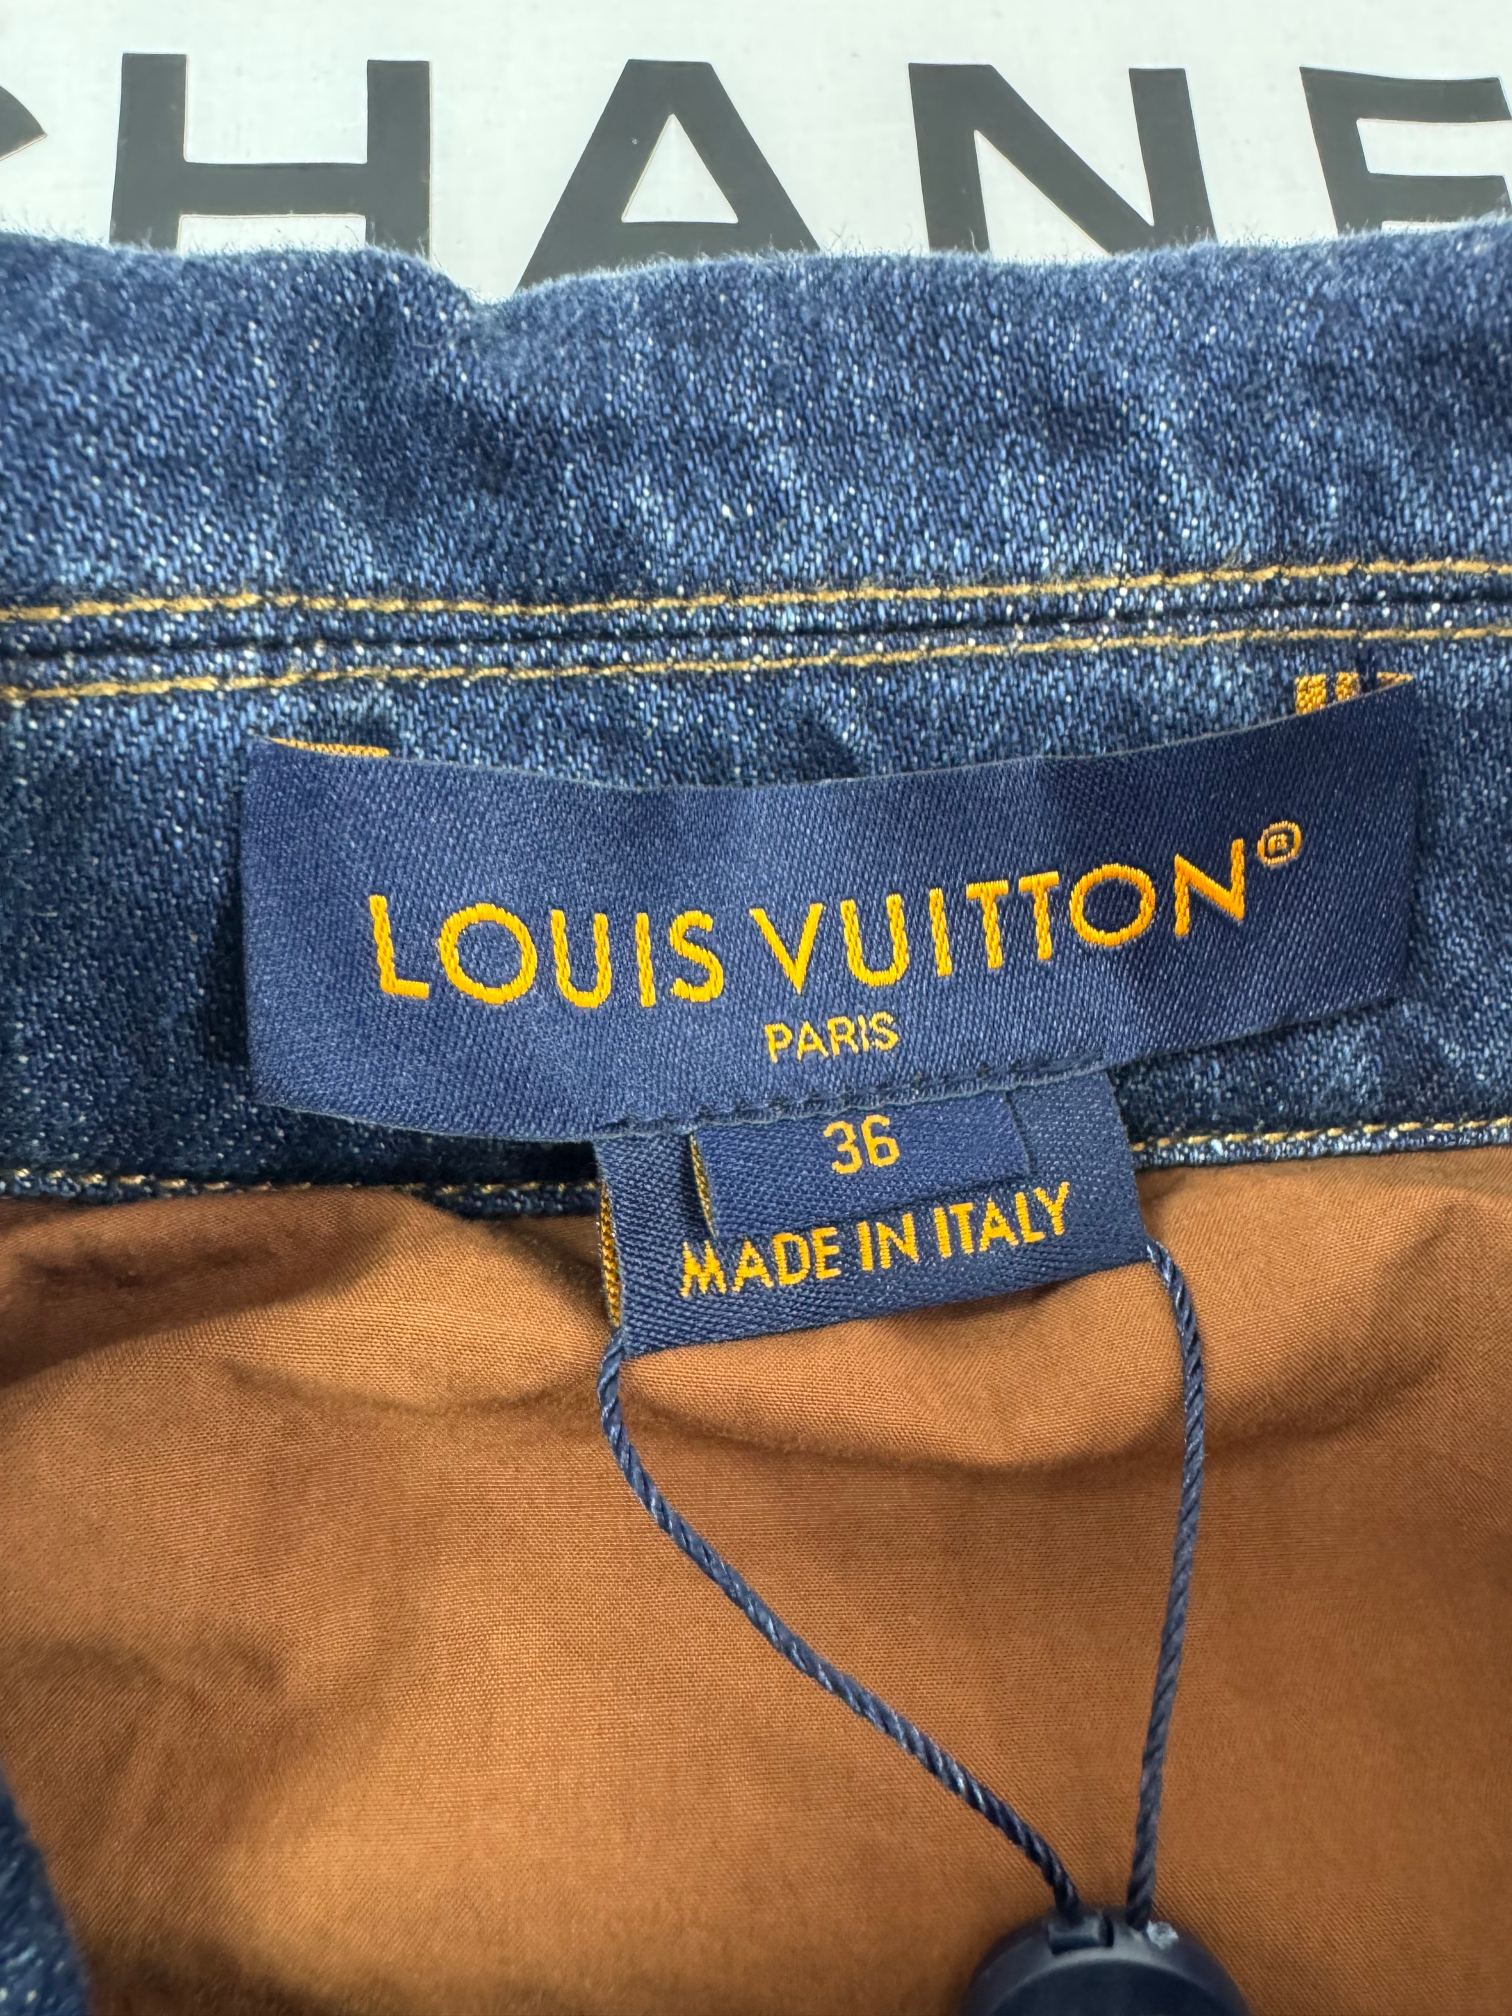 CHANE
LOUIS VUITTON®
PARIS
36
MADE IN ITALY